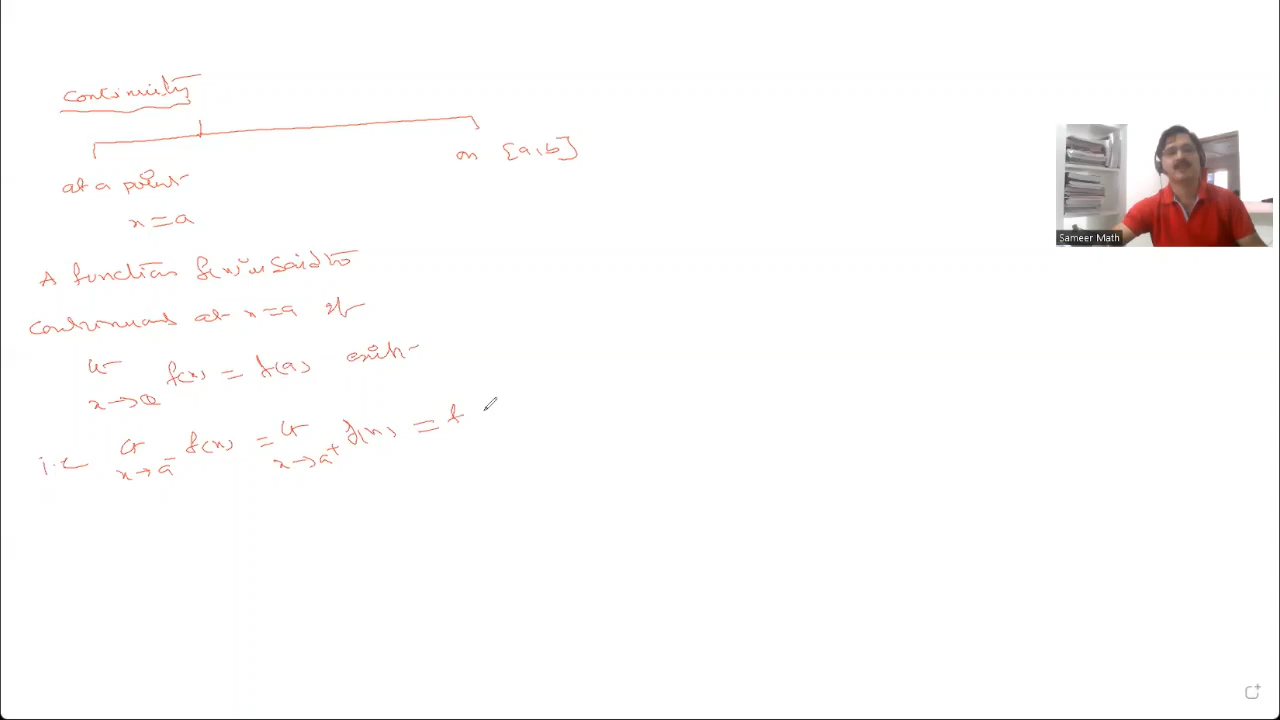 Continuity
at a point
on [a,b]
x=a
A function f(x) is said to
continuous at x=a if
lt x→a f(x) = f(a) exist
i.e lt x→a⁻ f(x) = lt x→a⁺ f(x) = f
Sameer Math